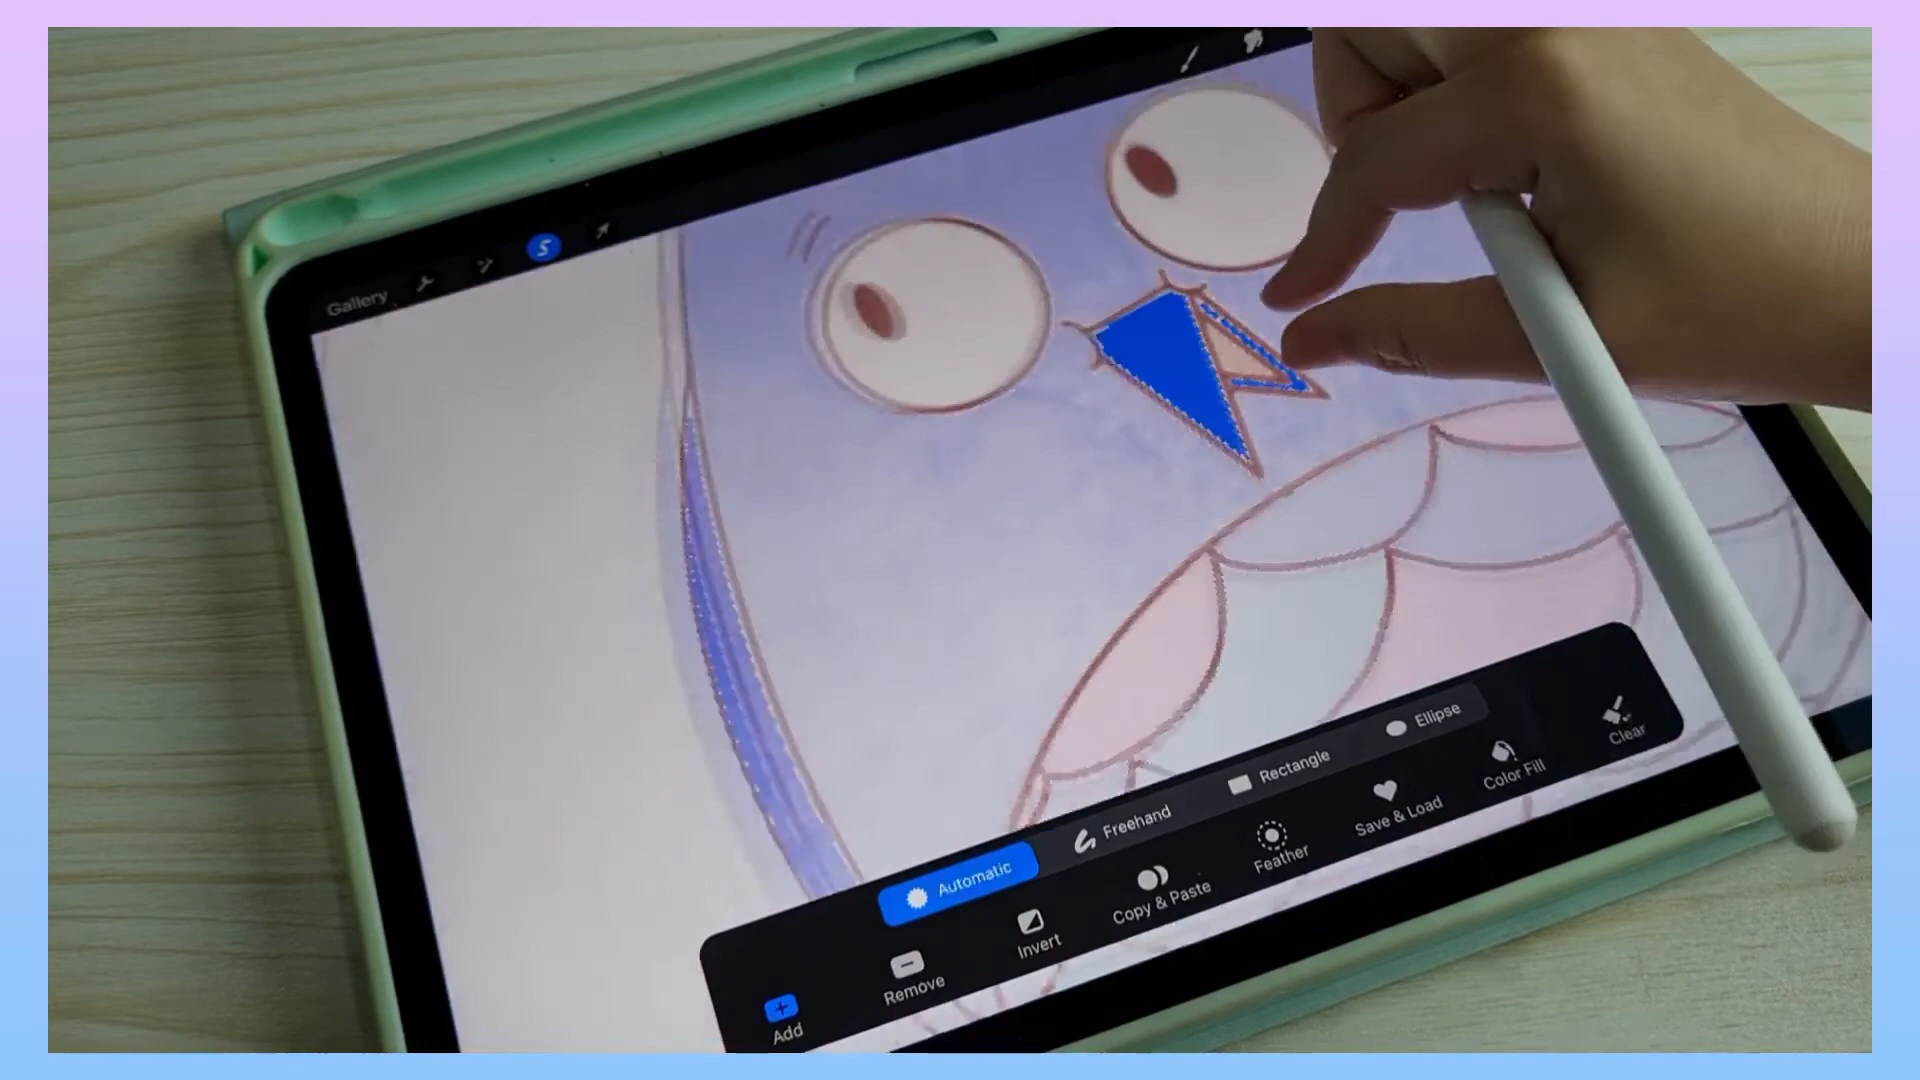 Gallery
Automatic
Freehand
Rectangle
Ellipse
Add
Remove
Invert
Copy & Paste
Feather
Save & Load
Color Fill
Clear